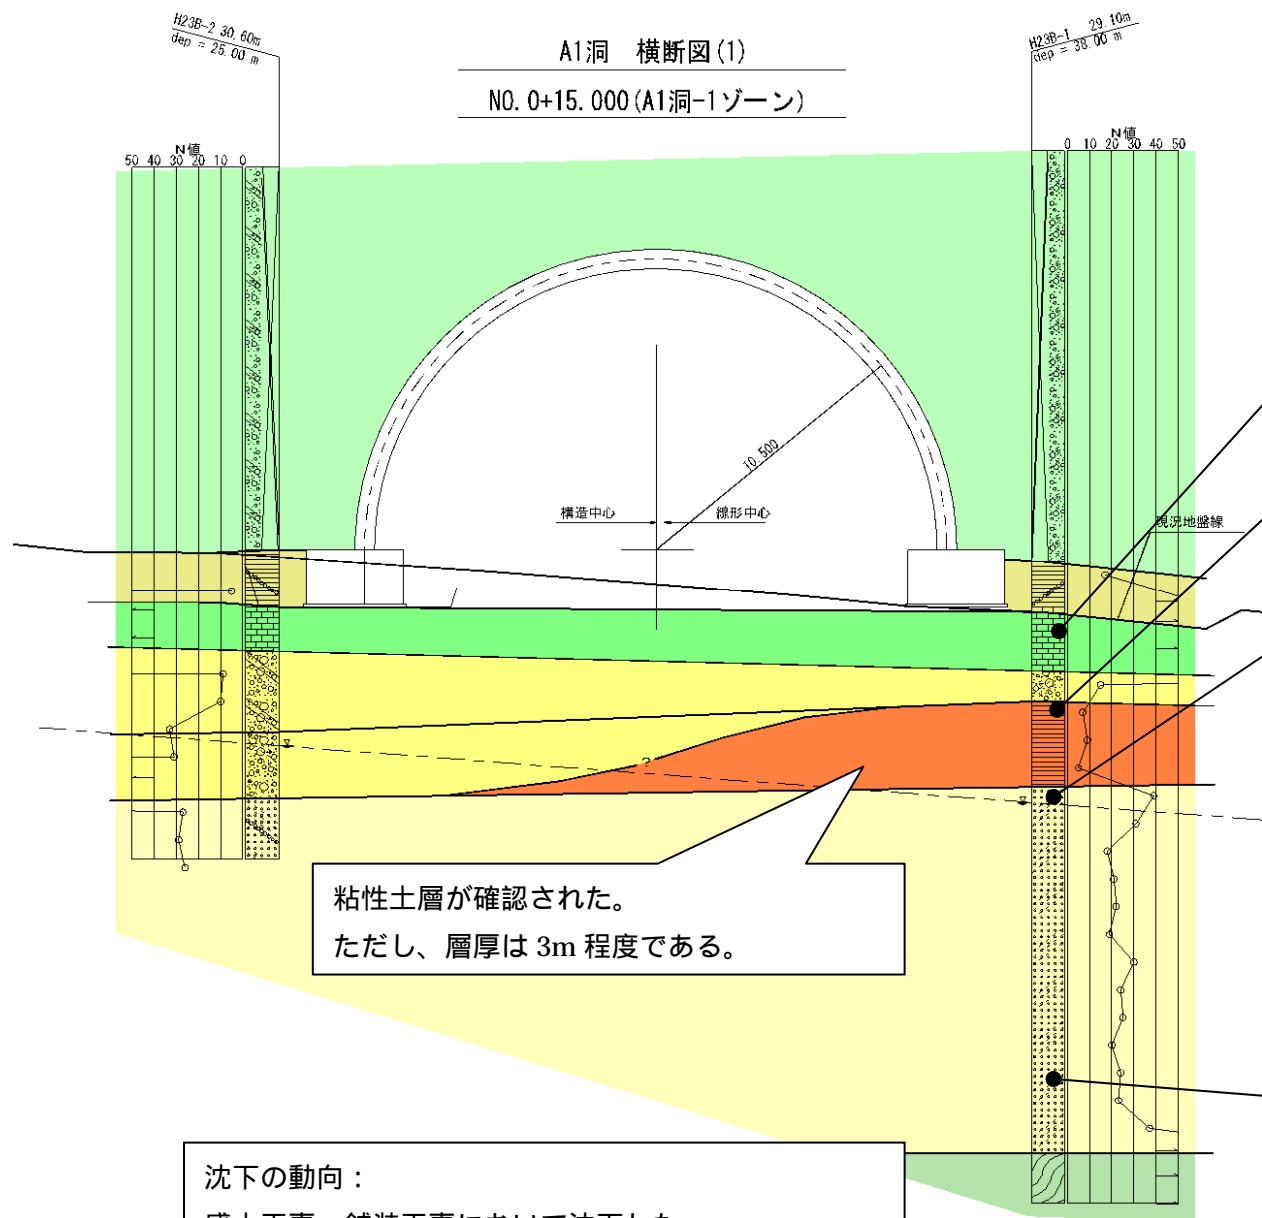 H23B-2 30.60m
dep = 25.00 m
A1洞 横断図(1)
NO.0+15.000(A1洞-1ゾーン)
H23B-1 29.10m
dep = 38.00 m
N値
50 40 30 20 10 0
N値
0 10 20 30 40 50
10.500
構造中心
線形中心
現況地盤線
?
粘性土層が確認された。
ただし、層厚は 3m 程度である。
沈下の動向：